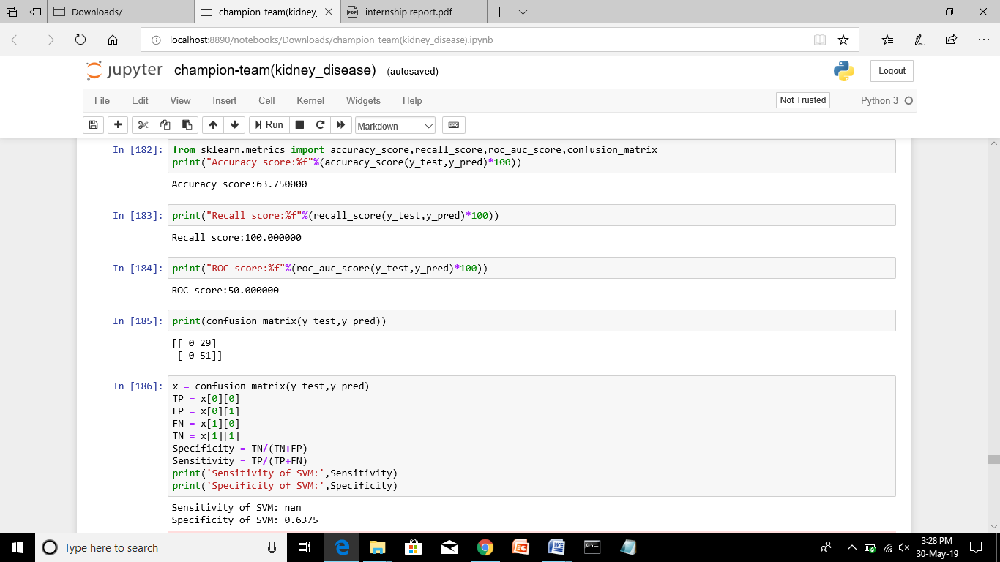 Downloads/
champion-team(kidney_
internship report.pdf
localhost:8890/notebooks/Downloads/champion-team(kidney_disease).ipynb
jupyter champion-team(kidney_disease) (autosaved)
Logout
File Edit View Insert Cell Kernel Widgets Help
Not Trusted
Python 3
Run
Markdown
In [182]: from sklearn.metrics import accuracy_score,recall_score,roc_auc_score,confusion_matrix
print("Accuracy score:%f"%(accuracy_score(y_test,y_pred)*100))
Accuracy score:63.750000
In [183]: print("Recall score:%f"%(recall_score(y_test,y_pred)*100))
Recall score:100.000000
In [184]: print("ROC score:%f"%(roc_auc_score(y_test,y_pred)*100))
ROC score:50.000000
In [185]: print(confusion_matrix(y_test,y_pred))
[[ 0 29]
[ 0 51]]
In [186]: x = confusion_matrix(y_test,y_pred)
TP = x[0][0]
FP = x[0][1]
FN = x[1][0]
TN = x[1][1]
Specificity = TN/(TN+FP)
Sensitivity = TP/(TP+FN)
print('Sensitivity of SVM:',Sensitivity)
print('Specificity of SVM:',Specificity)
Sensitivity of SVM: nan
Specificity of SVM: 0.6375
Type here to search
3:28 PM
30-May-19